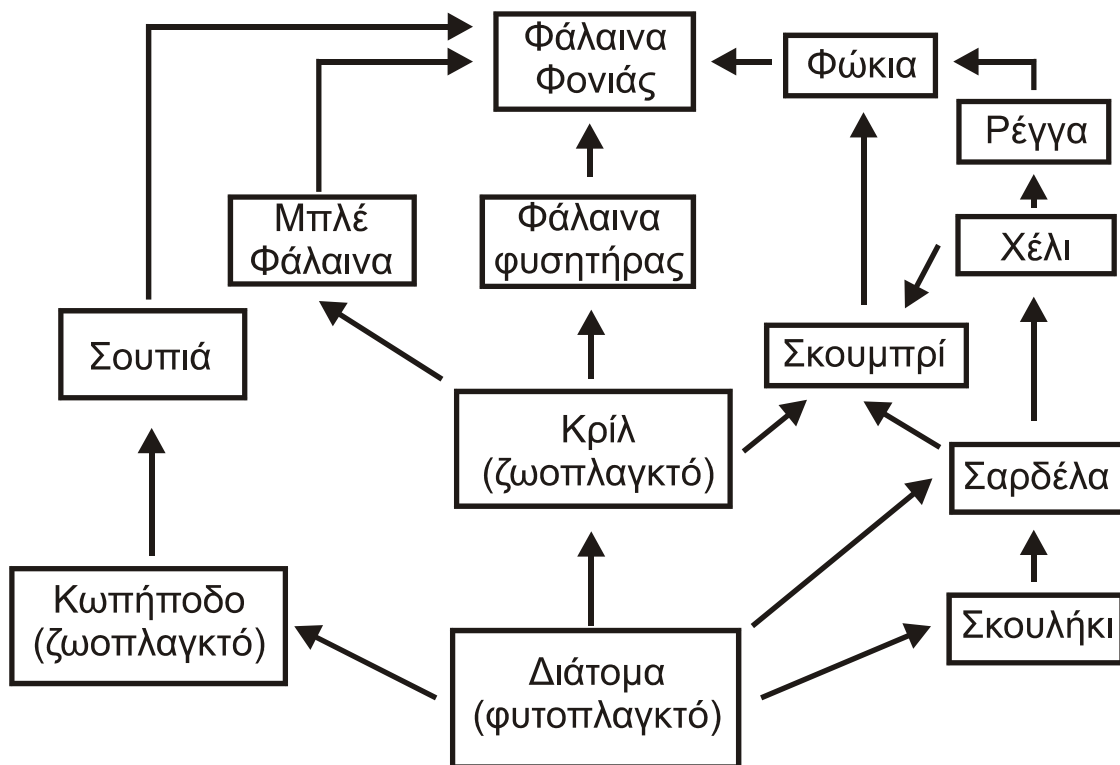 Φάλαινα
Φονιάς
Φώκια
Ρέγγα
Μπλέ
Φάλαινα
Φάλαινα
φυσητήρας
Χέλι
Σουπιά
Σκουμπρί
Κρίλ
(ζωοπλαγκτό)
Σαρδέλα
Κωπήποδο
(ζωοπλαγκτό)
Σκουλήκι
Διάτομα
(φυτοπλαγκτό)